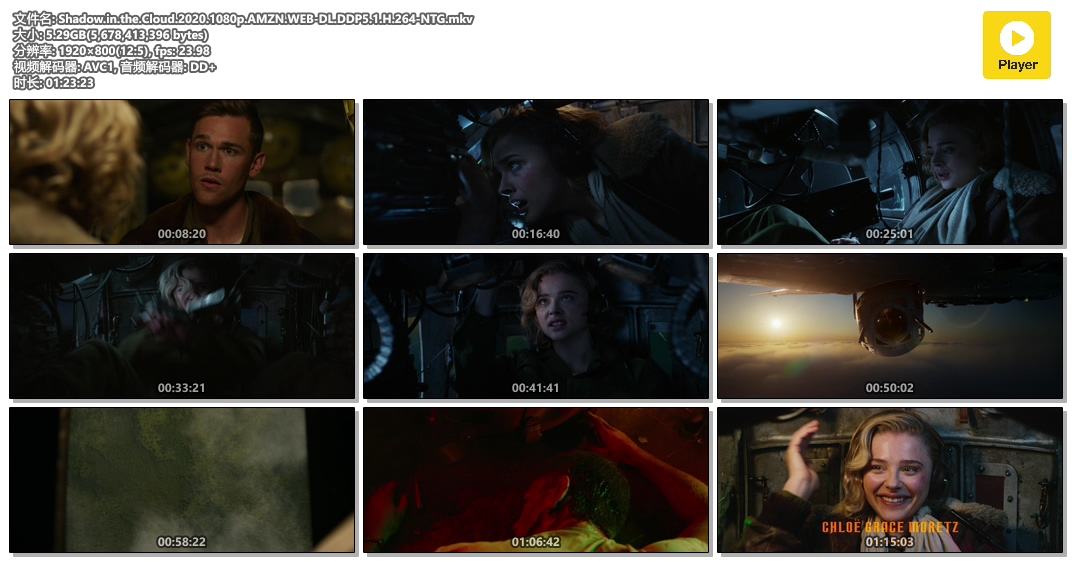 文件名: Shadow.in.the.Cloud.2020.1080p.AMZN.WEB-DL.DDP5.1.H.264-NTG.mkv
大小: 5.29GB(5,678,413,396 bytes)
分辨率: 1920×800(12:5), fps: 23.98
视频解码器: AVC1, 音频解码器: DD+
时长: 01:23:23
Player
00:08:20
00:16:40
00:25:01
00:33:21
00:41:41
00:50:02
00:58:22
01:06:42
CHLOË GRACE MORETZ
01:15:03